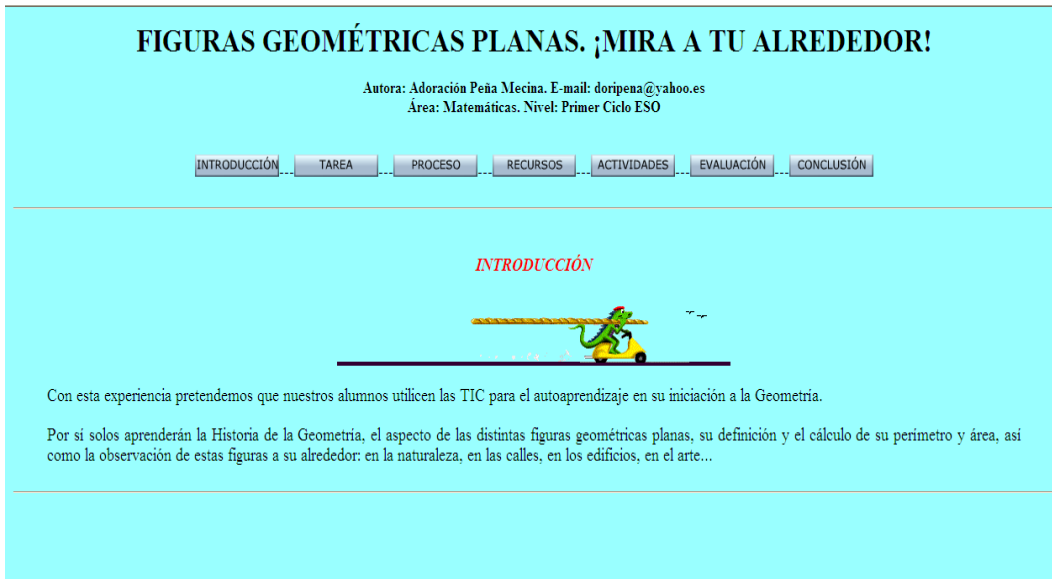 FIGURAS GEOMÉTRICAS PLANAS. ¡MIRA A TU ALREDEDOR!
Autora: Adoración Peña Mecina. E-mail: doripena@yahoo.es
Área: Matemáticas. Nivel: Primer Ciclo ESO
INTRODUCCIÓN TAREA PROCESO RECURSOS ACTIVIDADES EVALUACIÓN CONCLUSIÓN
INTRODUCCIÓN
Con esta experiencia pretendemos que nuestros alumnos utilicen las TIC para el autoaprendizaje en su iniciación a la Geometría.
Por sí solos aprenderán la Historia de la Geometría, el aspecto de las distintas figuras geométricas planas, su definición y el cálculo de su perímetro y área, así
como la observación de estas figuras a su alrededor: en la naturaleza, en las calles, en los edificios, en el arte...